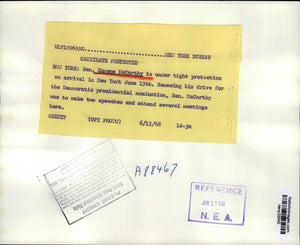 NEW YORK BUREAU
CANDIDATE PROTECTED
NEW YORK: Sen. Eugene McCarthy is under tight protection
on arrival in New York June 13th. Renewing his drive for
the Democratic presidential nomination, Sen. McCarthy
was to make two speeches and attend several meetings
here.
(UPI PHOTO) 6/13/68
A88467
PLEASE CREDIT
REFERENCE
JUN 1968
N. E. A.